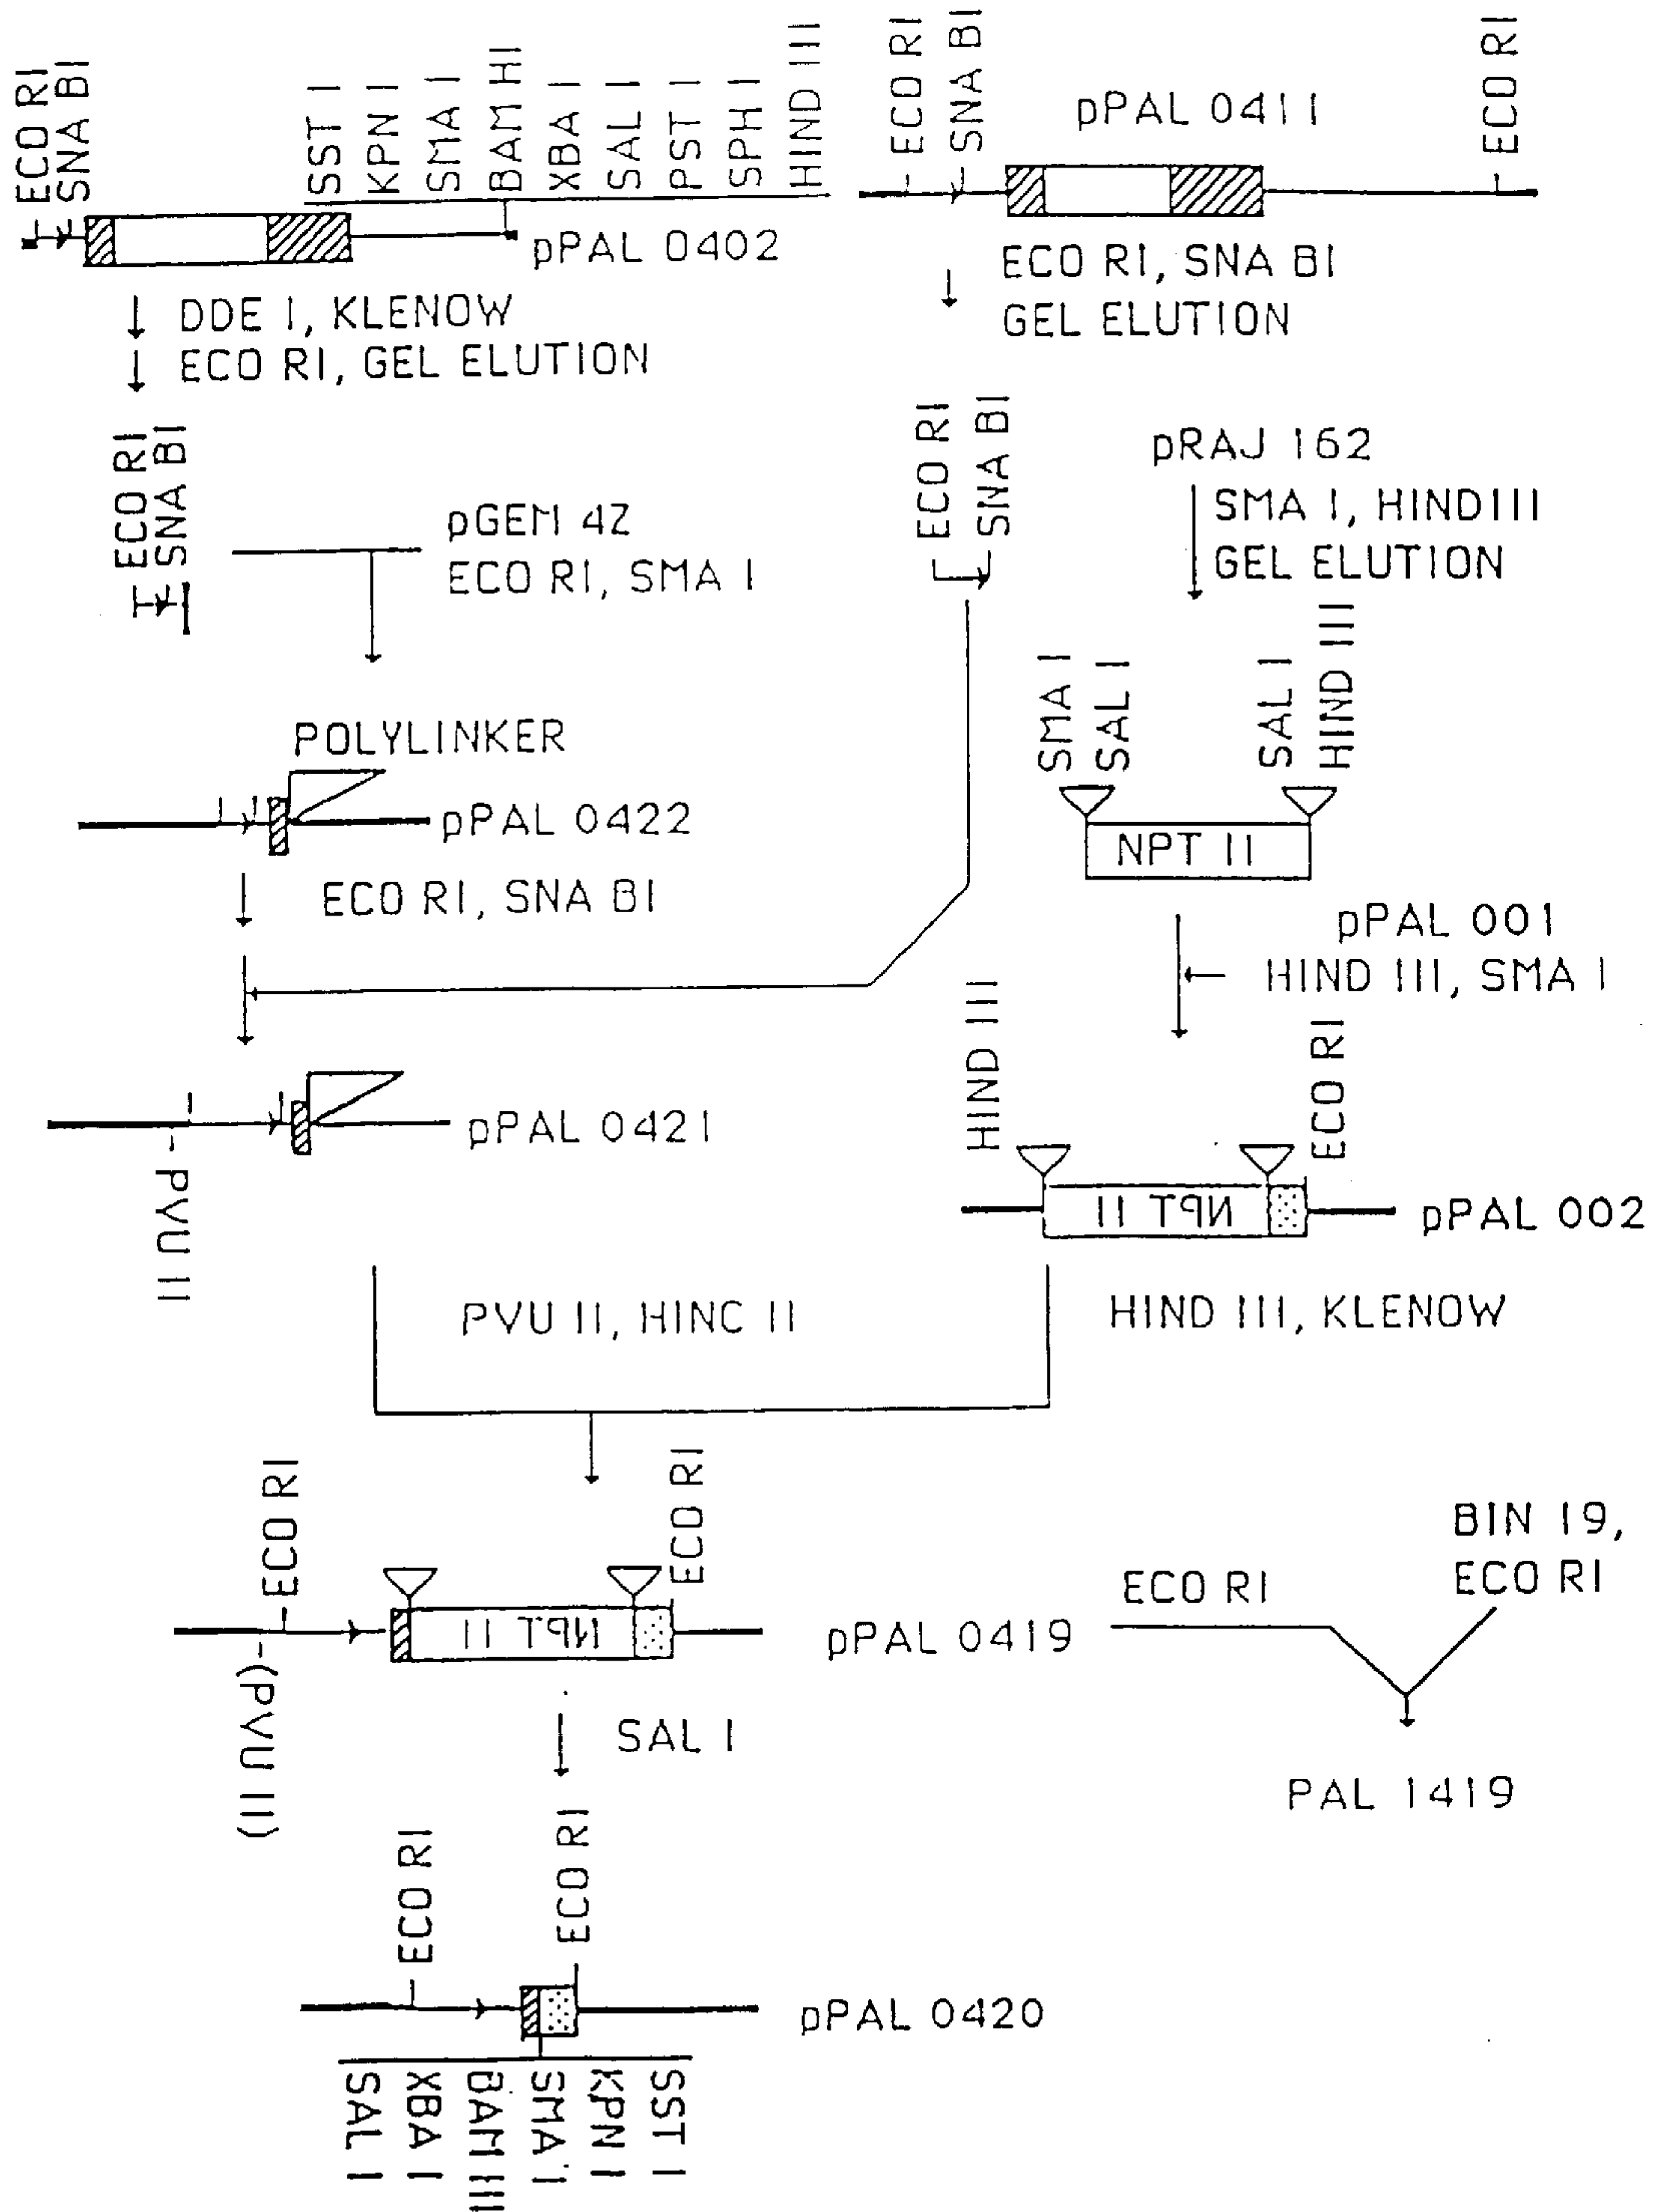 ECO RI
SNA BI
SST I
KPN I
SMA I
BAM HI
XBA I
SAL I
PST I
SPH I
HIND III
pPAL 0402
ECO RI
SNA BI
pPAL 0411
ECO RI
DDE I, KLENOW
ECO RI, GEL ELUTION
ECO RI, SNA BI
GEL ELUTION
ECO RI
SNA BI
pGEM 4Z
ECO RI, SMA I
ECO RI
SNA BI
pRAJ 162
SMA I, HINDIII
GEL ELUTION
SMA I
SAL I
SAL I
HIND III
NPT II
POLYLINKER
pPAL 0422
ECO RI, SNA BI
pPAL 001
HIND III, SMA I
pPAL 0421
PVU II
HIND III
ECO RI
NPT II
pPAL 002
PVU II, HINC II
HIND III, KLENOW
ECO RI
ECO RI
(PVU II)
NPT II
pPAL 0419
ECO RI
BIN 19,
ECO RI
PAL 1419
SAL I
ECO RI
ECO RI
pPAL 0420
SAL I
XBA I
BAM HI
SMA I
KPN I
SST I